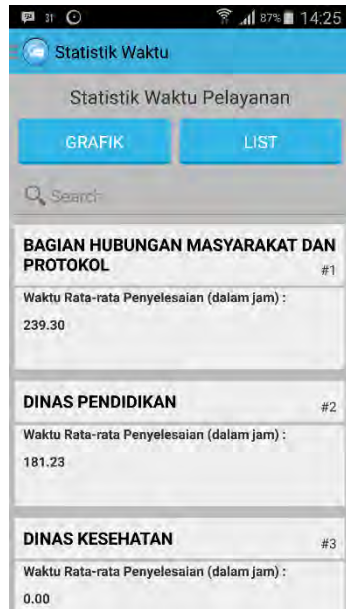 31 87% 14:25
Statistik Waktu
Statistik Waktu Pelayanan
GRAFIK LIST
Search
BAGIAN HUBUNGAN MASYARAKAT DAN
PROTOKOL #1
Waktu Rata-rata Penyelesaian (dalam jam) :
239.30
DINAS PENDIDIKAN #2
Waktu Rata-rata Penyelesaian (dalam jam) :
181.23
DINAS KESEHATAN #3
Waktu Rata-rata Penyelesaian (dalam jam) :
0.00